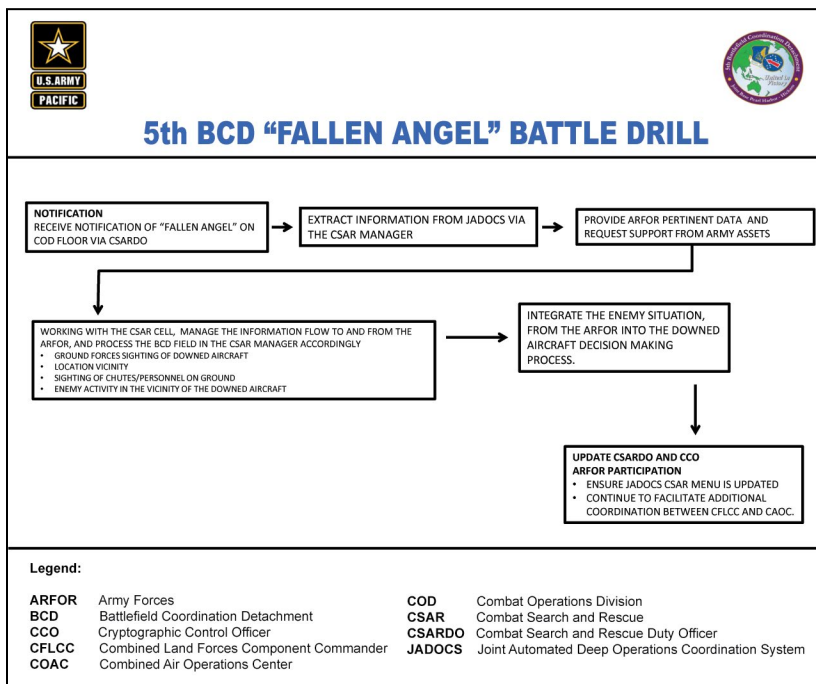 U.S.ARMY
PACIFIC
5th Battlefield Coordination Detachment
United In
Victory
5th BCD “FALLEN ANGEL” BATTLE DRILL
NOTIFICATION
RECEIVE NOTIFICATION OF “FALLEN ANGEL” ON
COD FLOOR VIA CSARDO
EXTRACT INFORMATION FROM JADOCS VIA
THE CSAR MANAGER
PROVIDE ARFOR PERTINENT DATA AND
REQUEST SUPPORT FROM ARMY ASSETS
WORKING WITH THE CSAR CELL, MANAGE THE INFORMATION FLOW TO AND FROM THE
ARFOR, AND PROCESS THE BCD FIELD IN THE CSAR MANAGER ACCORDINGLY
• GROUND FORCES SIGHTING OF DOWNED AIRCRAFT
• LOCATION VICINITY
• SIGHTING OF CHUTES/PERSONNEL ON GROUND
• ENEMY ACTIVITY IN THE VICINITY OF THE DOWNED AIRCRAFT
INTEGRATE THE ENEMY SITUATION,
FROM THE ARFOR INTO THE DOWNED
AIRCRAFT DECISION MAKING
PROCESS.
UPDATE CSARDO AND CCO
ARFOR PARTICIPATION
• ENSURE JADOCS CSAR MENU IS UPDATED
• CONTINUE TO FACILITATE ADDITIONAL
COORDINATION BETWEEN CFLCC AND CAOC.
Legend:
ARFOR Army Forces
BCD Battlefield Coordination Detachment
CCO Cryptographic Control Officer
CFLCC Combined Land Forces Component Commander
COAC Combined Air Operations Center
COD Combat Operations Division
CSAR Combat Search and Rescue
CSARDO Combat Search and Rescue Duty Officer
JADOCS Joint Automated Deep Operations Coordination System